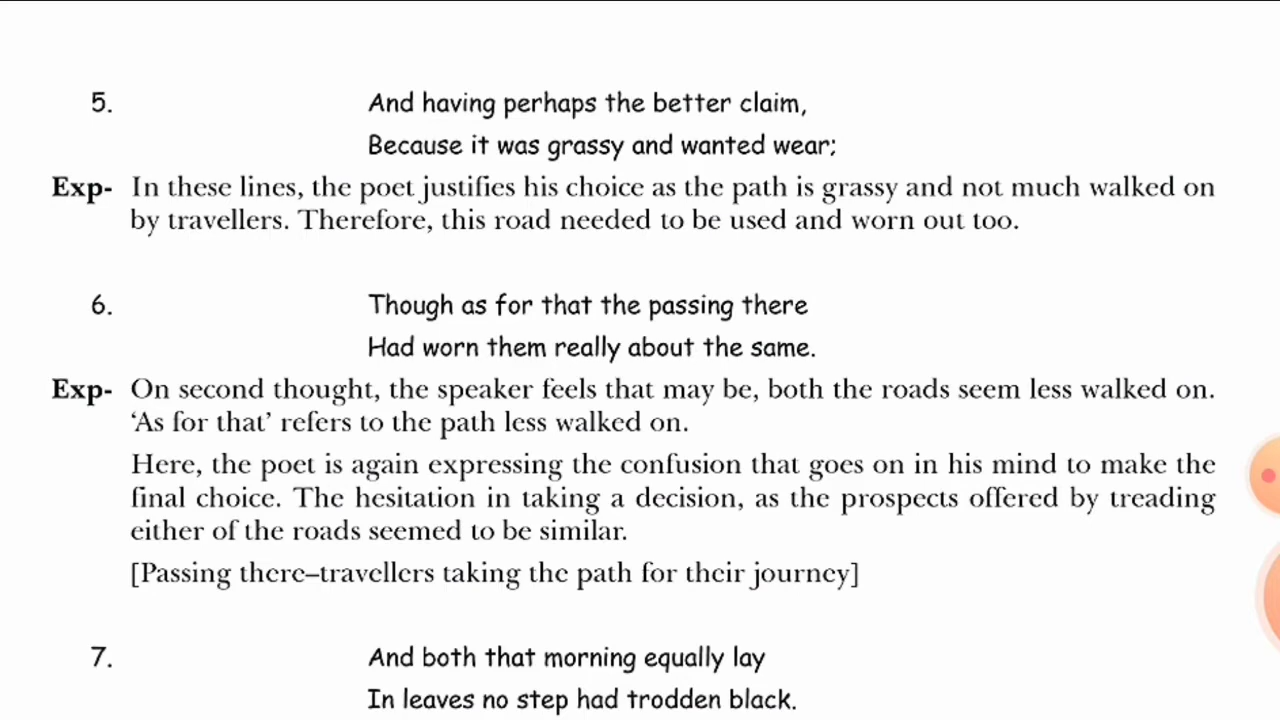 5. And having perhaps the better claim,
Because it was grassy and wanted wear;
Exp- In these lines, the poet justifies his choice as the path is grassy and not much walked on
by travellers. Therefore, this road needed to be used and worn out too.
6. Though as for that the passing there
Had worn them really about the same.
Exp- On second thought, the speaker feels that may be, both the roads seem less walked on.
‘As for that’ refers to the path less walked on.
Here, the poet is again expressing the confusion that goes on in his mind to make the
final choice. The hesitation in taking a decision, as the prospects offered by treading
either of the roads seemed to be similar.
[Passing there–travellers taking the path for their journey]
7. And both that morning equally lay
In leaves no step had trodden black.